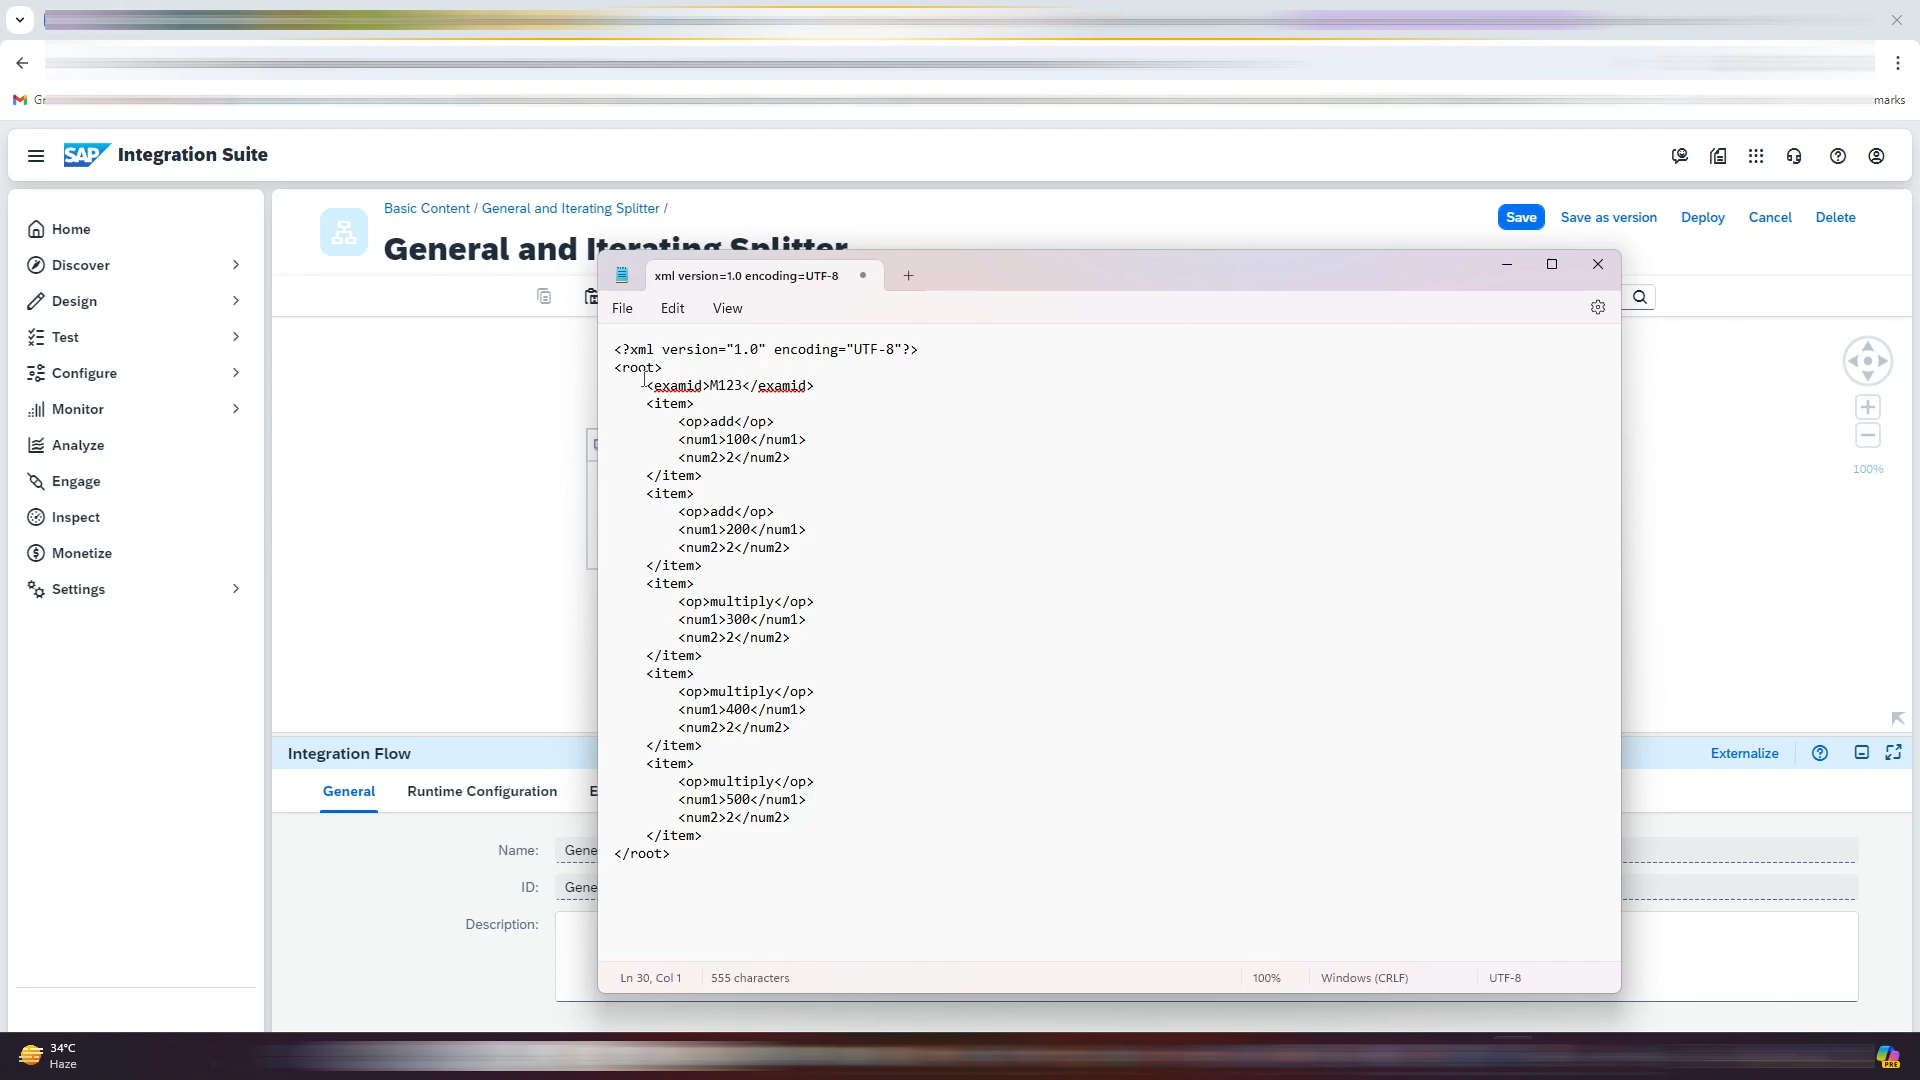 marks
SAP Integration Suite
Home
Discover
Design
Test
Configure
Monitor
Analyze
Engage
Inspect
Monetize
Settings
Basic Content / General and Iterating Splitter /
General and Iterating Splitter
Save
Save as version
Deploy
Cancel
Delete
100%
xml version=1.0 encoding=UTF-8
File
Edit
View
<?xml version="1.0" encoding="UTF-8"?>
<root>
<examid>M123</examid>
<item>
<op>add</op>
<num1>100</num1>
<num2>2</num2>
</item>
<item>
<op>add</op>
<num1>200</num1>
<num2>2</num2>
</item>
<item>
<op>multiply</op>
<num1>300</num1>
<num2>2</num2>
</item>
<item>
<op>multiply</op>
<num1>400</num1>
<num2>2</num2>
</item>
<item>
<op>multiply</op>
<num1>500</num1>
<num2>2</num2>
</item>
</root>
Ln 30, Col 1
555 characters
100%
Windows (CRLF)
UTF-8
Integration Flow
Externalize
General
Runtime Configuration
E
Name: Gene
ID: Gene
Description:
34°C
Haze
PRE